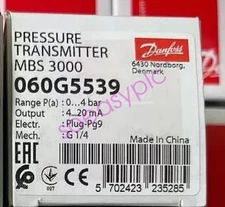 PRESSURE
TRANSMITTER
MBS 3000
Danfoss
6430 Nordborg,
Denmark
060G5539
Range P(a) : 0...4 bar
Output : 4...20 mA
Electr.: Plug-Pg9
Mech. : G 1/4
Made in China
5 702423 235285